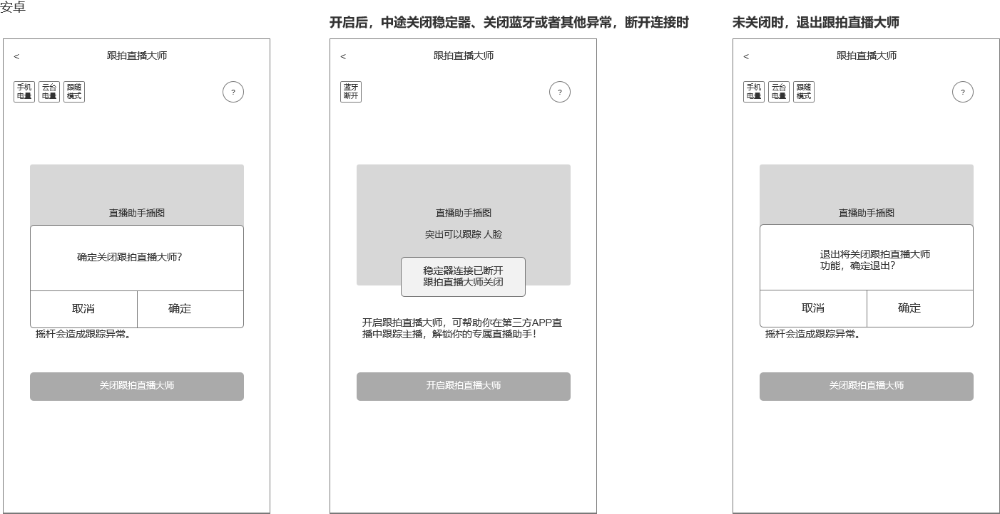 安卓
开启后，中途关闭稳定器、关闭蓝牙或者其他异常，断开连接时
未关闭时，退出跟拍直播大师
<
跟拍直播大师
手机
电量
云台
电量
跟随
模式
?
直播助手插图
确定关闭跟拍直播大师？
取消
确定
摇杆会造成跟踪异常。
关闭跟拍直播大师
<
跟拍直播大师
蓝牙
断开
?
直播助手插图
突出可以跟踪 人脸
稳定器连接已断开
跟拍直播大师关闭
开启跟拍直播大师，可帮助你在第三方APP直
播中跟踪主播，解锁你的专属直播助手！
开启跟拍直播大师
<
跟拍直播大师
手机
电量
云台
电量
跟随
模式
?
直播助手插图
退出将关闭跟拍直播大师
功能，确定退出？
取消
确定
摇杆会造成跟踪异常。
关闭跟拍直播大师